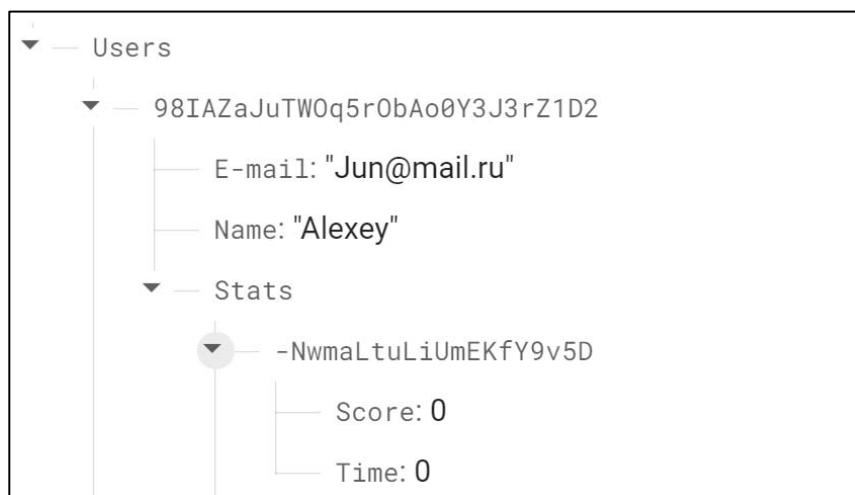 Users
98IAZaJuTWOq5rObAo0Y3J3rZ1D2
E-mail: "Jun@mail.ru"
Name: "Alexey"
Stats
-NwmaLtuLiUmEKfY9v5D
Score: 0
Time: 0